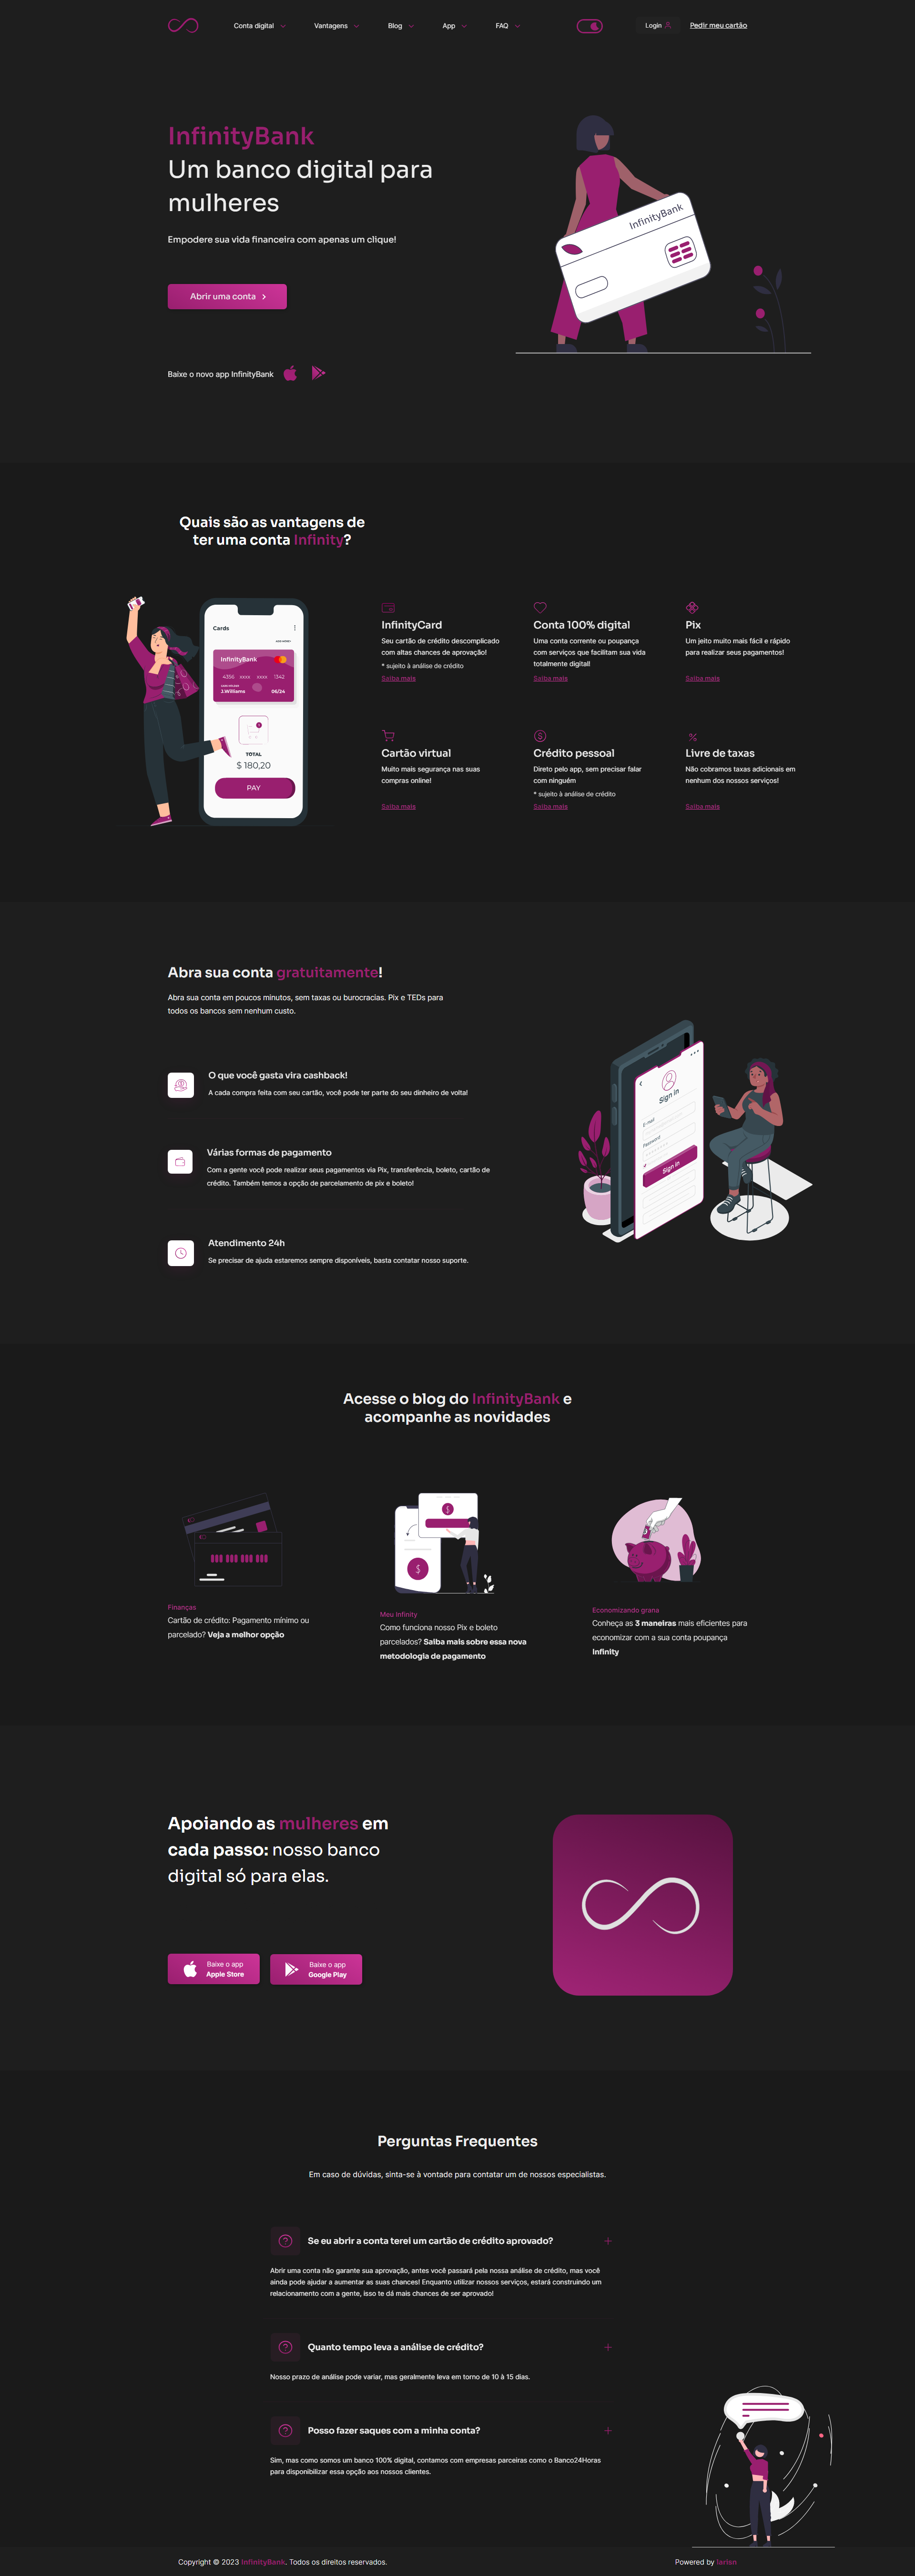 Conta digital
Vantagens
Blog
App
FAQ
Login
Pedir meu cartão
InfinityBank
Um banco digital para
mulheres
Empodere sua vida financeira com apenas um clique!
Abrir uma conta
Baixe o novo app InfinityBank
InfinityBank
Quais são as vantagens de
ter uma conta Infinity?
Cards
InfinityBank
4356 xxxx xxxx 1342
J.Williams
06/24
TOTAL
$ 180,20
PAY
InfinityCard
Seu cartão de crédito descomplicado
com altas chances de aprovação!
* sujeito à análise de crédito
Saiba mais
Conta 100% digital
Uma conta corrente ou poupança
com serviços que facilitam sua vida
totalmente digital!
Saiba mais
Pix
Um jeito muito mais fácil e rápido
para realizar seus pagamentos!
Saiba mais
Cartão virtual
Muito mais segurança nas suas
compras online!
Saiba mais
Crédito pessoal
Direto pelo app, sem precisar falar
com ninguém
* sujeito à análise de crédito
Saiba mais
Livre de taxas
Não cobramos taxas adicionais em
nenhum dos nossos serviços!
Saiba mais
Abra sua conta gratuitamente!
Abra sua conta em poucos minutos, sem taxas ou burocracias. Pix e TEDs para
todos os bancos sem nenhum custo.
O que você gasta vira cashback!
A cada compra feita com seu cartão, você pode ter parte do seu dinheiro de volta!
Várias formas de pagamento
Com a gente você pode realizar seus pagamentos via Pix, transferência, boleto, cartão de
crédito. Também temos a opção de parcelamento de pix e boleto!
Atendimento 24h
Se precisar de ajuda estaremos sempre disponíveis, basta contatar nosso suporte.
Sign In
E-mail
Password
Sign in
Acesse o blog do InfinityBank e
acompanhe as novidades
Finanças
Cartão de crédito: Pagamento mínimo ou
parcelado? Veja a melhor opção
Meu Infinity
Como funciona nosso Pix e boleto
parcelados? Saiba mais sobre essa nova
metodologia de pagamento
Economizando grana
Conheça as 3 maneiras mais eficientes para
economizar com a sua conta poupança
Infinity
Apoiando as mulheres em
cada passo: nosso banco
digital só para elas.
Baixe o app
Apple Store
Baixe o app
Google Play
Perguntas Frequentes
Em caso de dúvidas, sinta-se à vontade para contatar um de nossos especialistas.
Se eu abrir a conta terei um cartão de crédito aprovado?
Abrir uma conta não garante sua aprovação, antes você passará pela nossa análise de crédito, mas você
ainda pode ajudar a aumentar as suas chances! Enquanto utilizar nossos serviços, estará construindo um
relacionamento com a gente, isso te dá mais chances de ser aprovado!
Quanto tempo leva a análise de crédito?
Nosso prazo de análise pode variar, mas geralmente leva em torno de 10 à 15 dias.
Posso fazer saques com a minha conta?
Sim, mas como somos um banco 100% digital, contamos com empresas parceiras como o Banco24Horas
para disponibilizar essa opção aos nossos clientes.
Copyright © 2023 InfinityBank. Todos os direitos reservados.
Powered by larisn